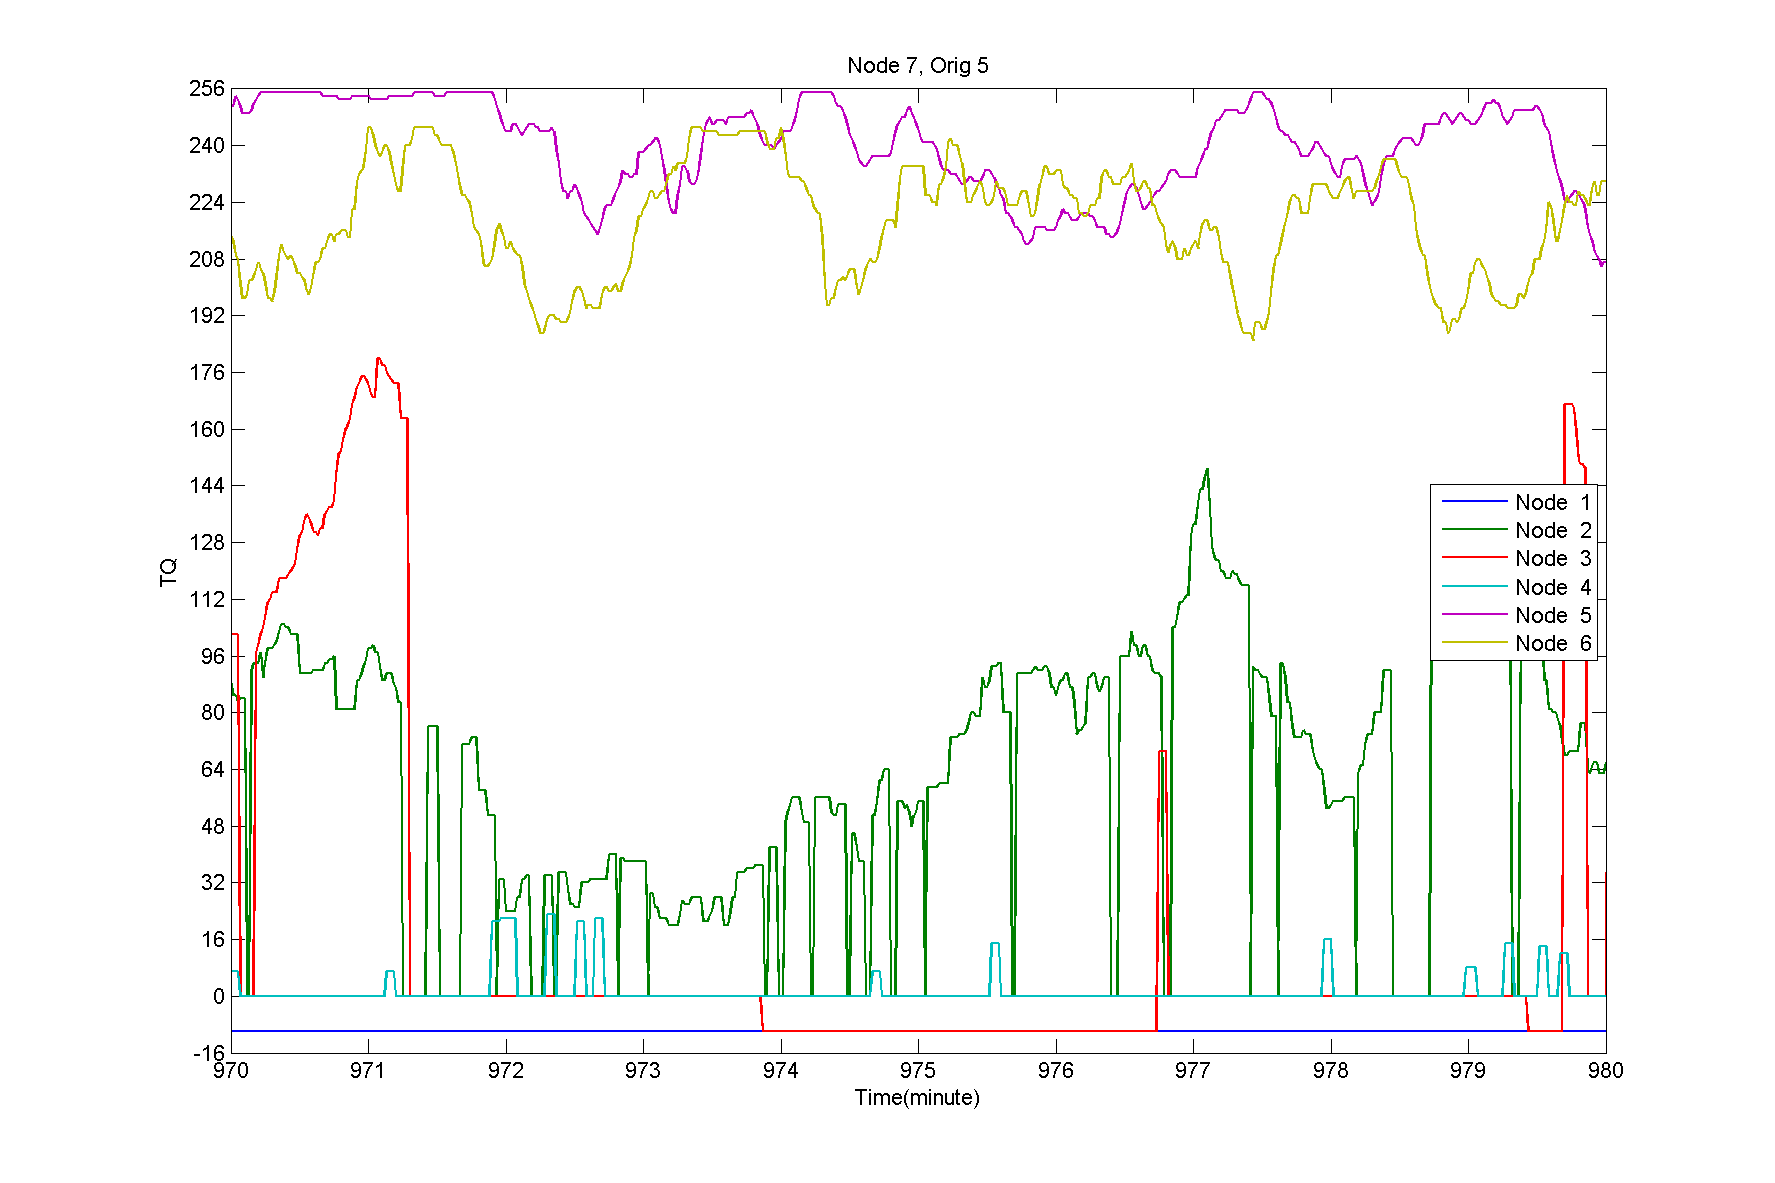 Node 7, Orig 5
256
240
224
208
192
176
160
144
128
112
96
80
64
48
32
16
0
-16
TQ
Node 1
Node 2
Node 3
Node 4
Node 5
Node 6
970 971 972 973 974 975 976 977 978 979 980
Time(minute)